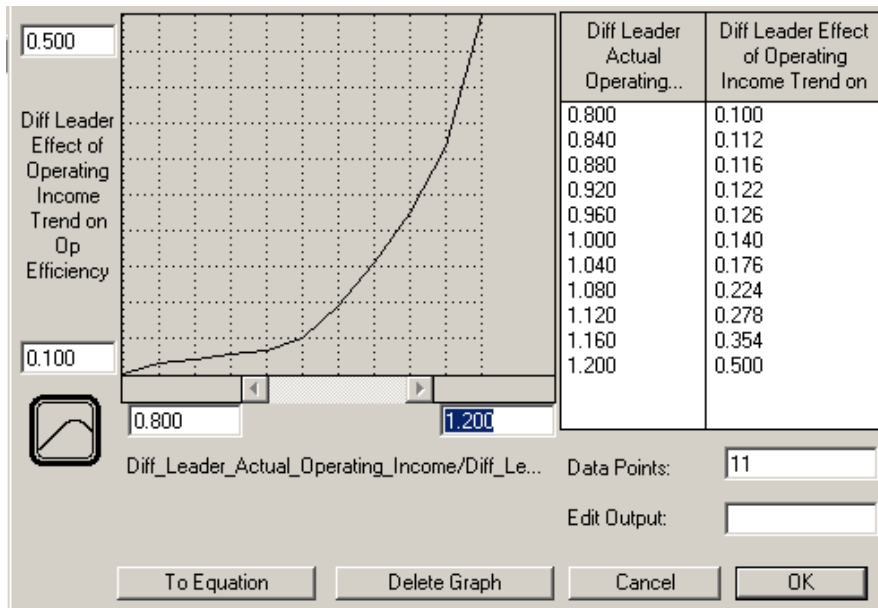 0.500
Diff Leader
Effect of
Operating
Income
Trend on
Op
Efficiency
0.100
0.800
1.200
Diff_Leader_Actual_Operating_Income/Diff_Le...
Diff Leader
Actual
Operating...
Diff Leader Effect
of Operating
Income Trend on
0.800 0.100
0.840 0.112
0.880 0.116
0.920 0.122
0.960 0.126
1.000 0.140
1.040 0.176
1.080 0.224
1.120 0.278
1.160 0.354
1.200 0.500
Data Points: 11
Edit Output:
To Equation
Delete Graph
Cancel
OK